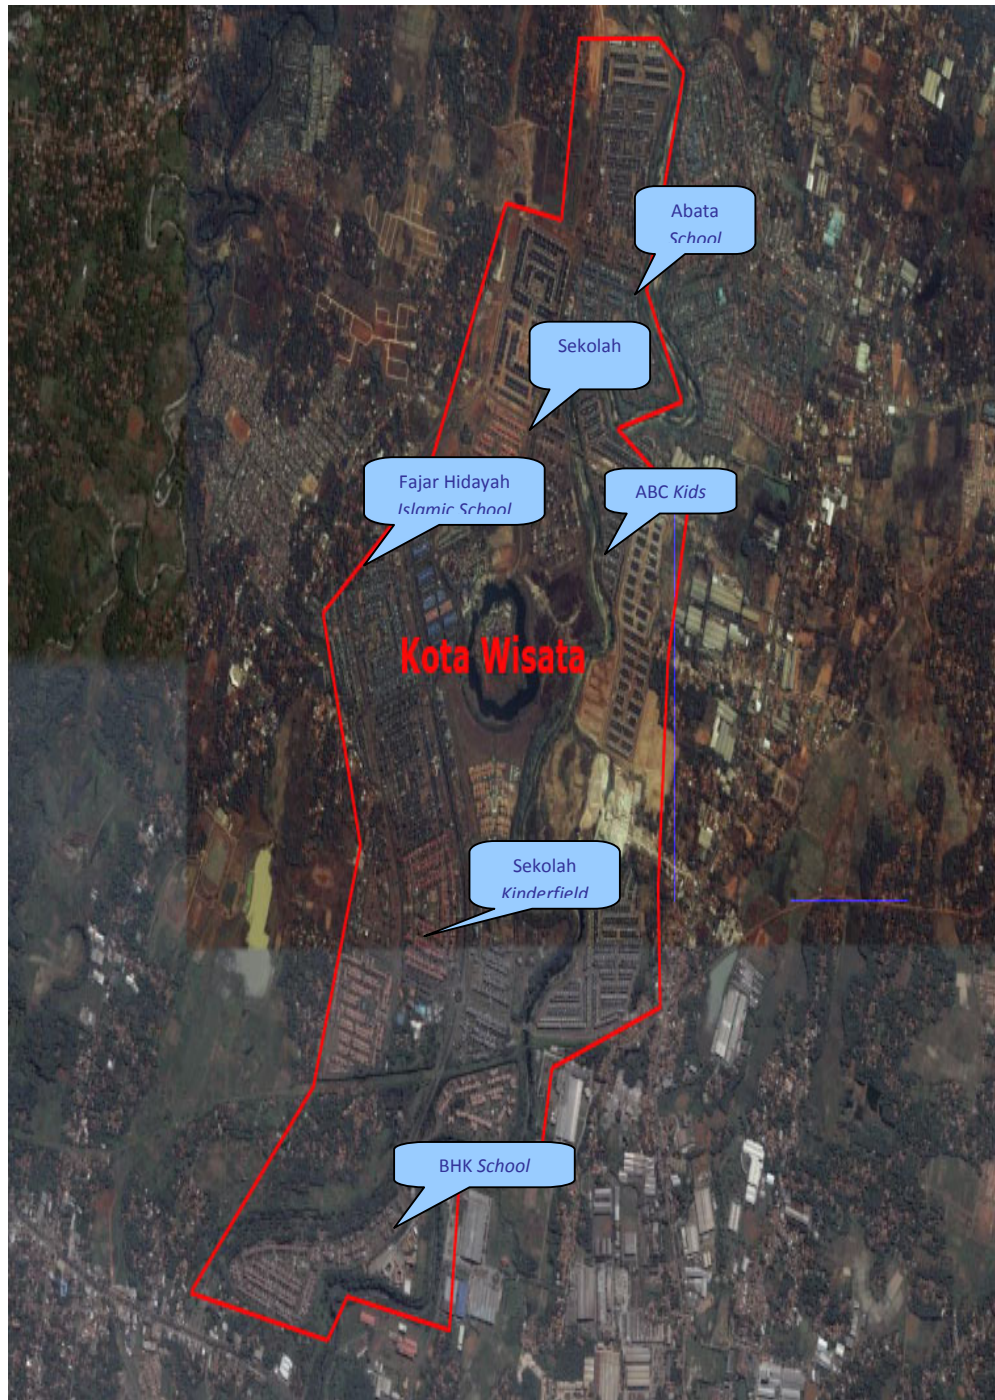 Abata
School
Sekolah
Fajar Hidayah
Islamic School
ABC Kids
Kota Wisata
Sekolah
Kinderfield
BHK School